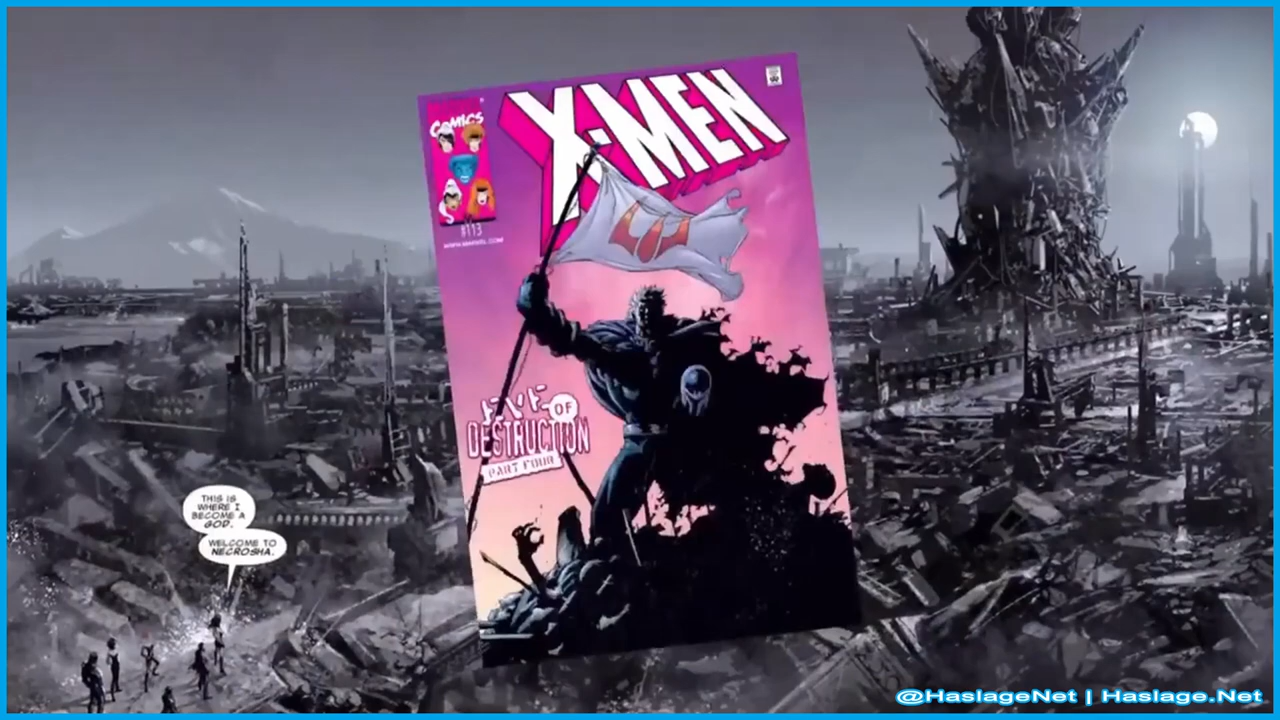 X-MEN
COMICS
#113
WWW.MARVEL.COM
EVE OF
DESTRUCTION
PART FOUR
THIS IS
WHERE I
BECOME A
GOD.
WELCOME TO
NECROSHA.
@HaslageNet | Haslage.Net